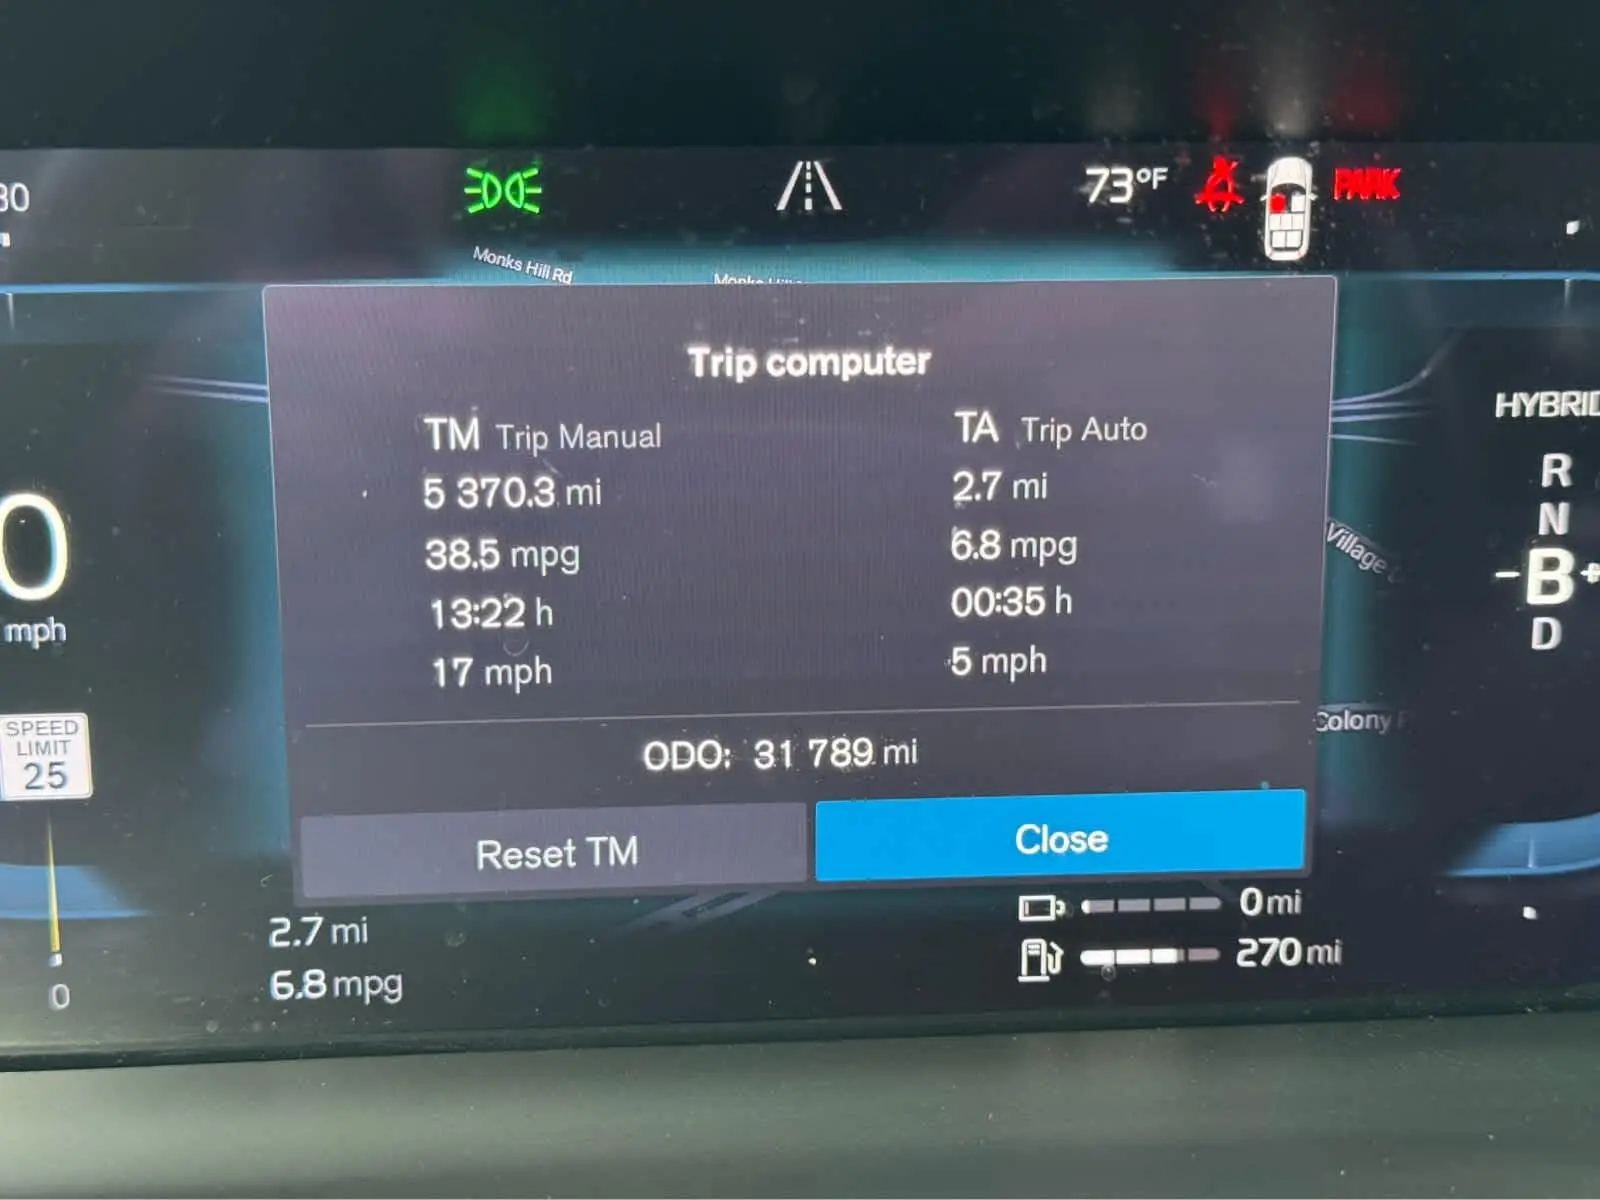 30
73°F
PARK
Monks Hill Rd
Monks
Trip computer
TM Trip Manual
5 370.3 mi
38.5 mpg
13:22 h
17 mph
TA Trip Auto
2.7 mi
6.8 mpg
00:35 h
5 mph
ODO: 31 789 mi
Reset TM
Close
0
mph
SPEED
LIMIT
25
0
2.7 mi
6.8 mpg
0 mi
270 mi
HYBRID
R
N
-B+
D
Village
Colony